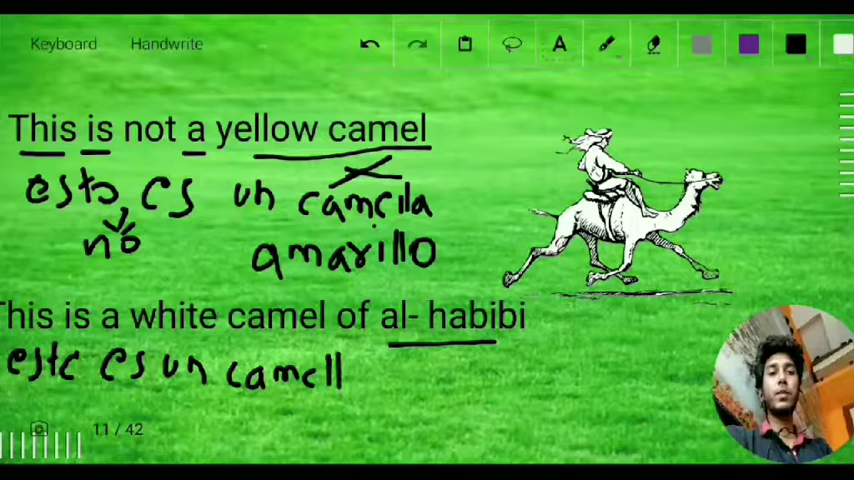 Keyboard Handwrite
This is not a yellow camel
esto es un camella
no
amarillo
This is a white camel of al- habibi
este es un camell
11 / 42